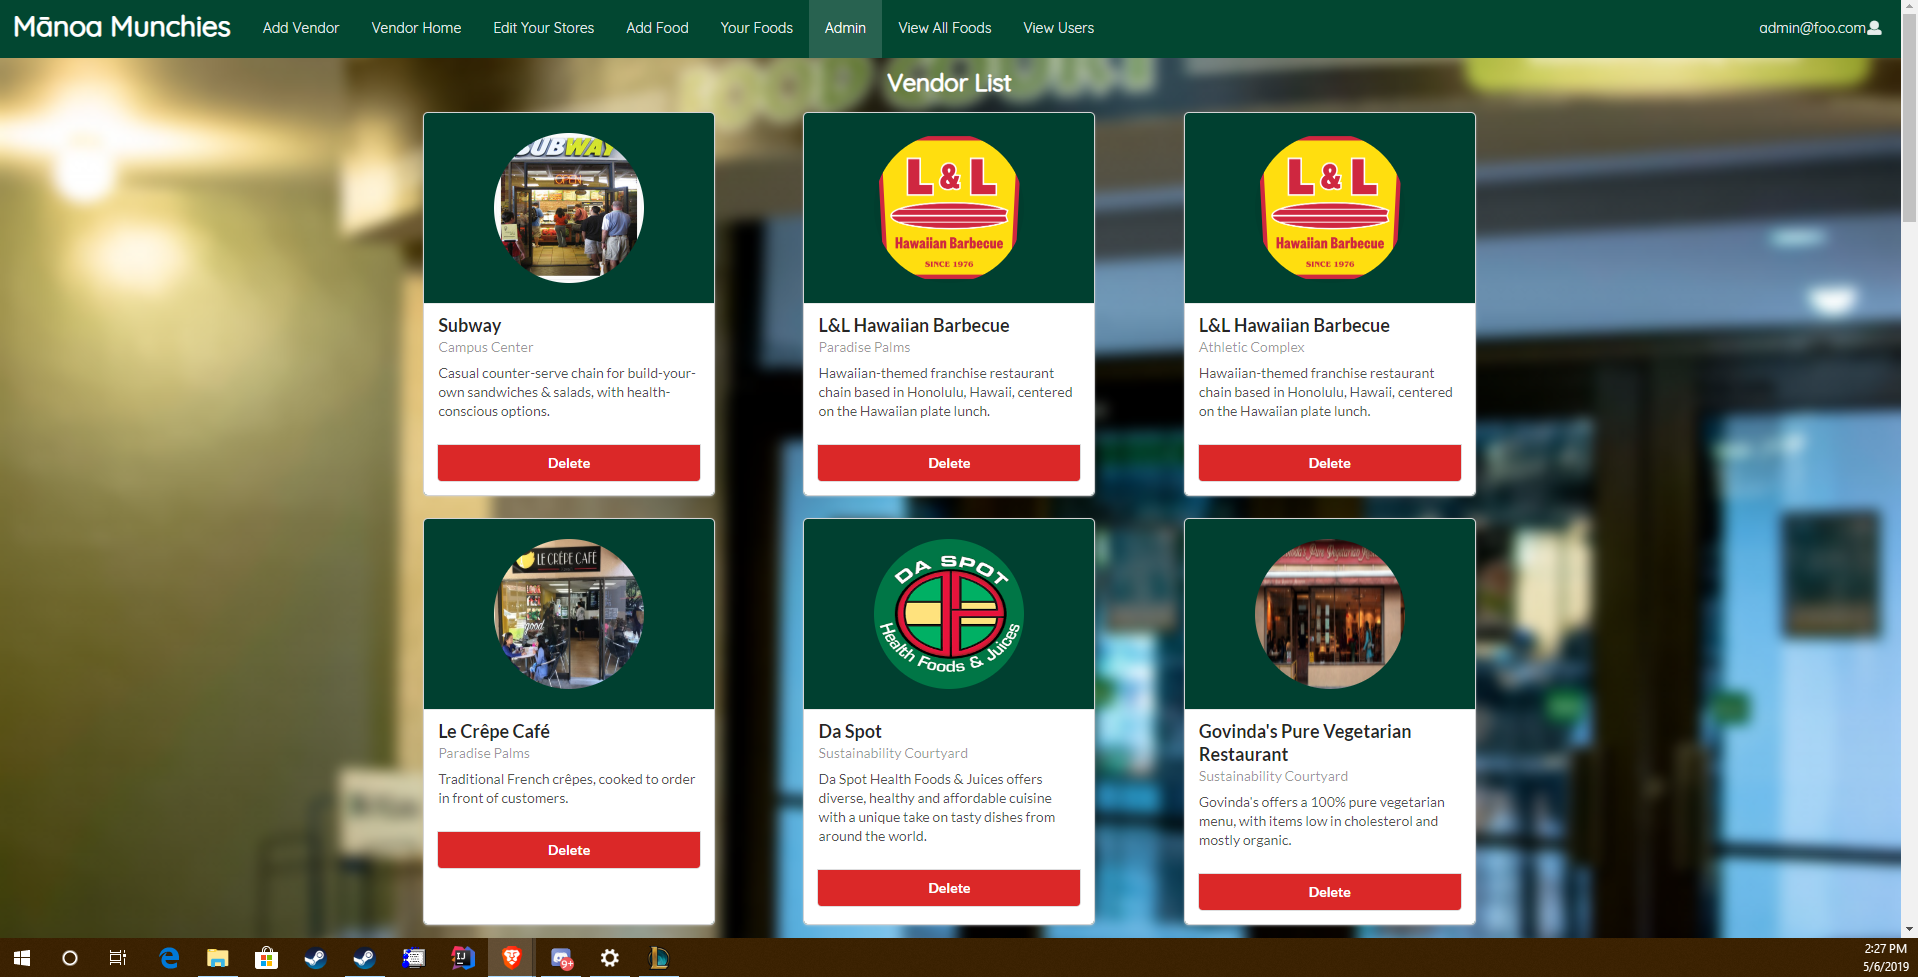 Mānoa Munchies
Add Vendor
Vendor Home
Edit Your Stores
Add Food
Your Foods
Admin
View All Foods
View Users
admin@foo.com
Vendor List
SUBWAY
OPEN
Subway
Campus Center
Casual counter-serve chain for build-your-
own sandwiches & salads, with health-
conscious options.
Delete
L & L
Hawaiian Barbecue
SINCE 1976
L&L Hawaiian Barbecue
Paradise Palms
Hawaiian-themed franchise restaurant
chain based in Honolulu, Hawaii, centered
on the Hawaiian plate lunch.
Delete
L & L
Hawaiian Barbecue
SINCE 1976
L&L Hawaiian Barbecue
Athletic Complex
Hawaiian-themed franchise restaurant
chain based in Honolulu, Hawaii, centered
on the Hawaiian plate lunch.
Delete
LE CRÊPE CAFÉ
good
Le Crêpe Café
Paradise Palms
Traditional French crêpes, cooked to order
in front of customers.
Delete
DA SPOT
Health Foods & Juices
Da Spot
Sustainability Courtyard
Da Spot Health Foods & Juices offers
diverse, healthy and affordable cuisine
with a unique take on tasty dishes from
around the world.
Delete
Pure Vegetarian
Govinda's Pure Vegetarian
Restaurant
Sustainability Courtyard
Govinda's offers a 100% pure vegetarian
menu, with items low in cholesterol and
mostly organic.
Delete
9+
2:27 PM
5/6/2019